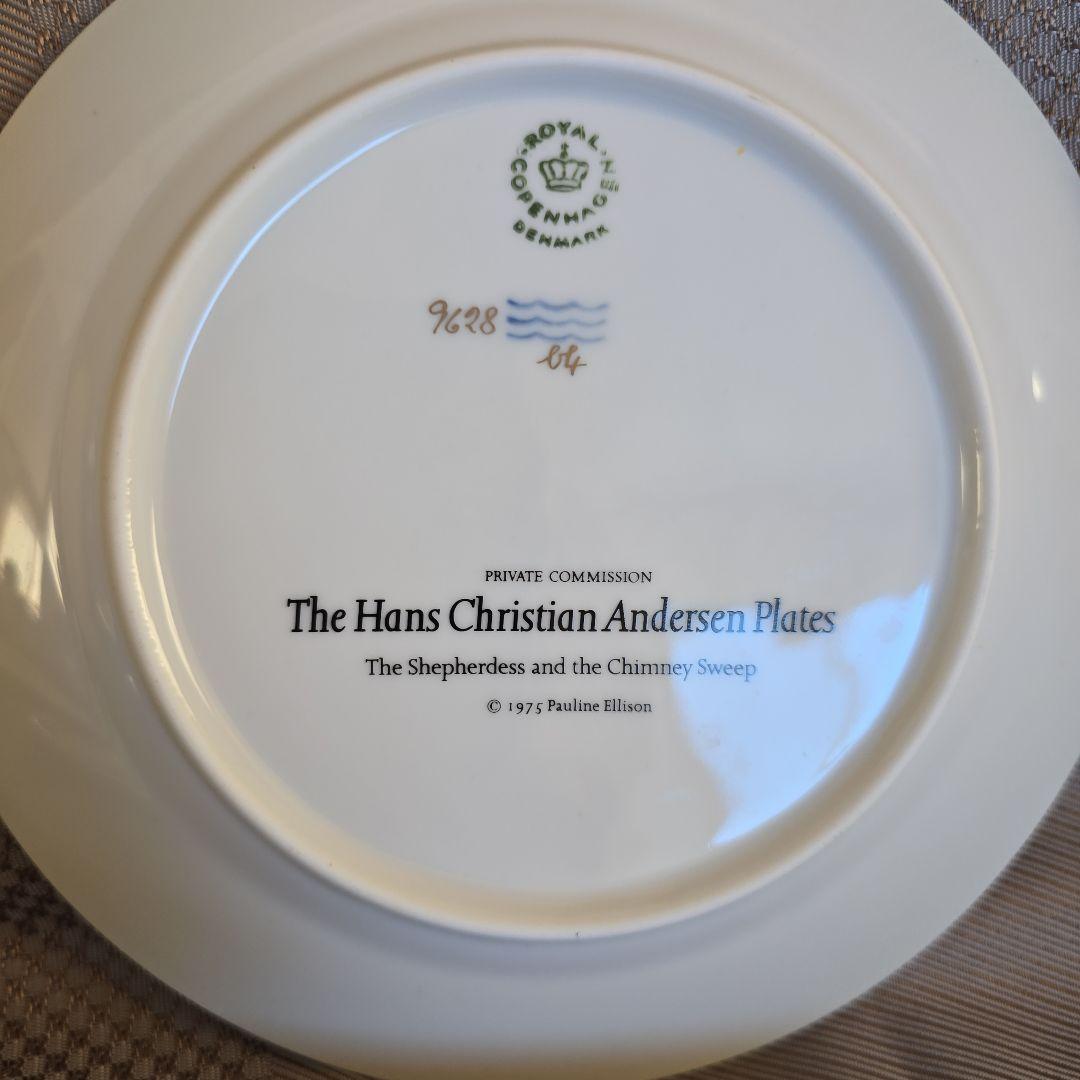 ROYAL COPENHAGEN
DENMARK
9628
PRIVATE COMMISSION
The Hans Christian Andersen Plates
The Shepherdess and the Chimney Sweep
© 1975 Pauline Ellison